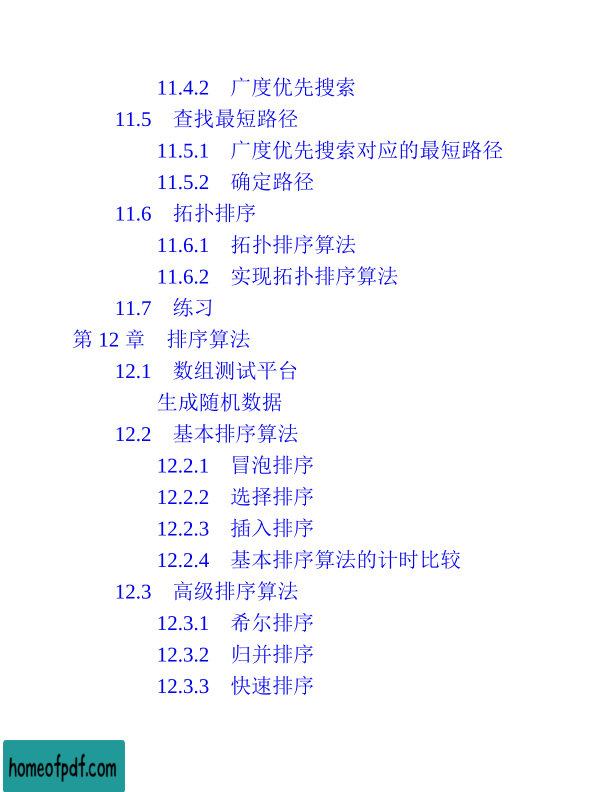 11.4.2 广度优先搜索
11.5 查找最短路径
11.5.1 广度优先搜索对应的最短路径
11.5.2 确定路径
11.6 拓扑排序
11.6.1 拓扑排序算法
11.6.2 实现拓扑排序算法
11.7 练习
第 12 章 排序算法
12.1 数组测试平台
生成随机数据
12.2 基本排序算法
12.2.1 冒泡排序
12.2.2 选择排序
12.2.3 插入排序
12.2.4 基本排序算法的计时比较
12.3 高级排序算法
12.3.1 希尔排序
12.3.2 归并排序
12.3.3 快速排序
homeofpdf.com